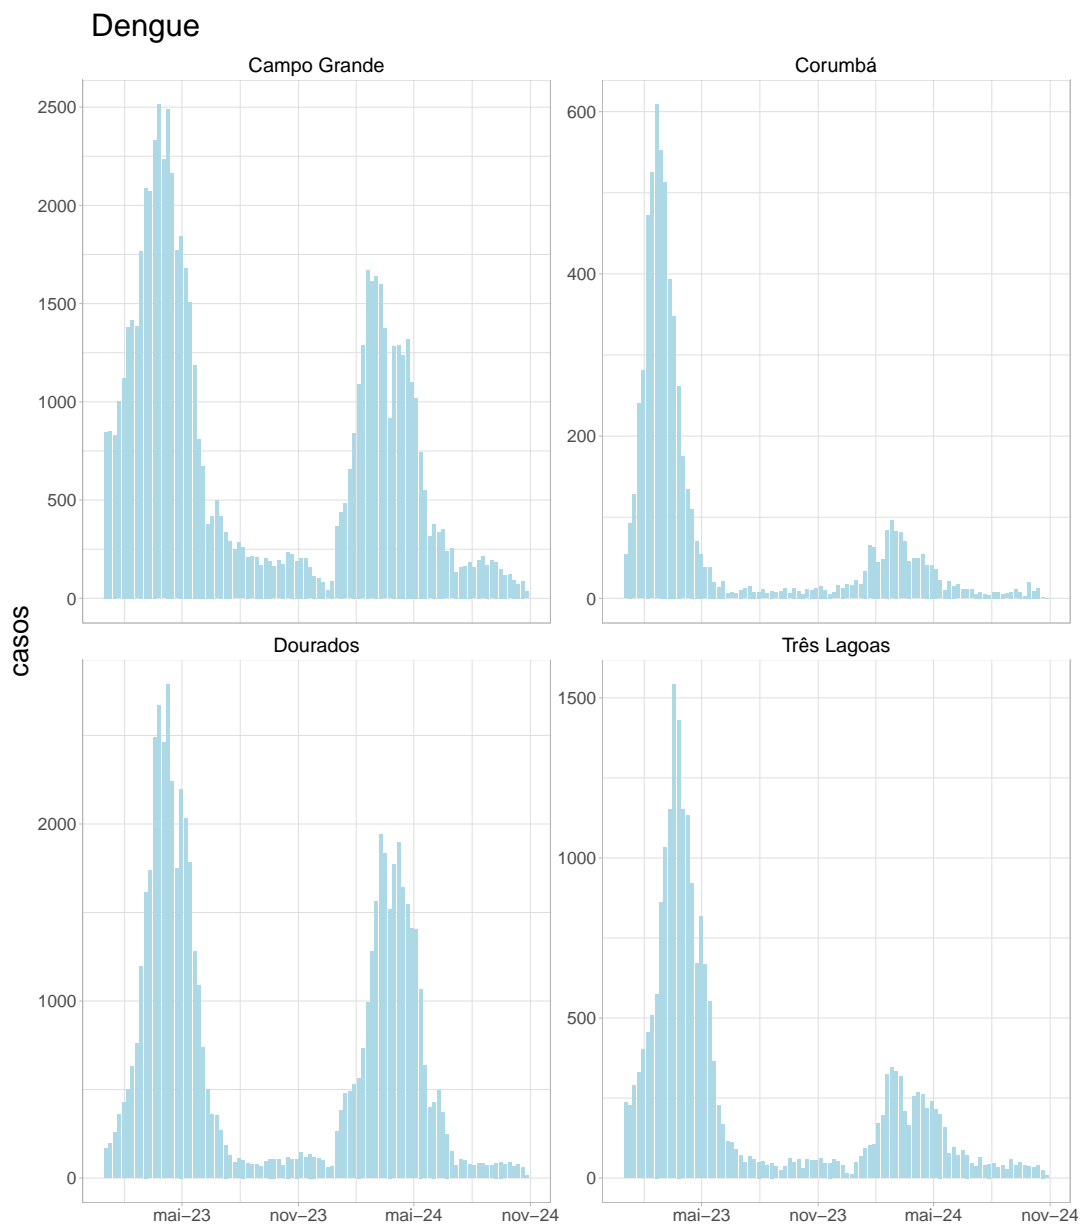 Dengue
Campo Grande
Corumbá
2500
2000
1500
1000
500
0
600
400
200
0
casos
Dourados
Três Lagoas
2000
1000
0
1500
1000
500
0
mai–23
nov–23
mai–24
nov–24
mai–23
nov–23
mai–24
nov–24